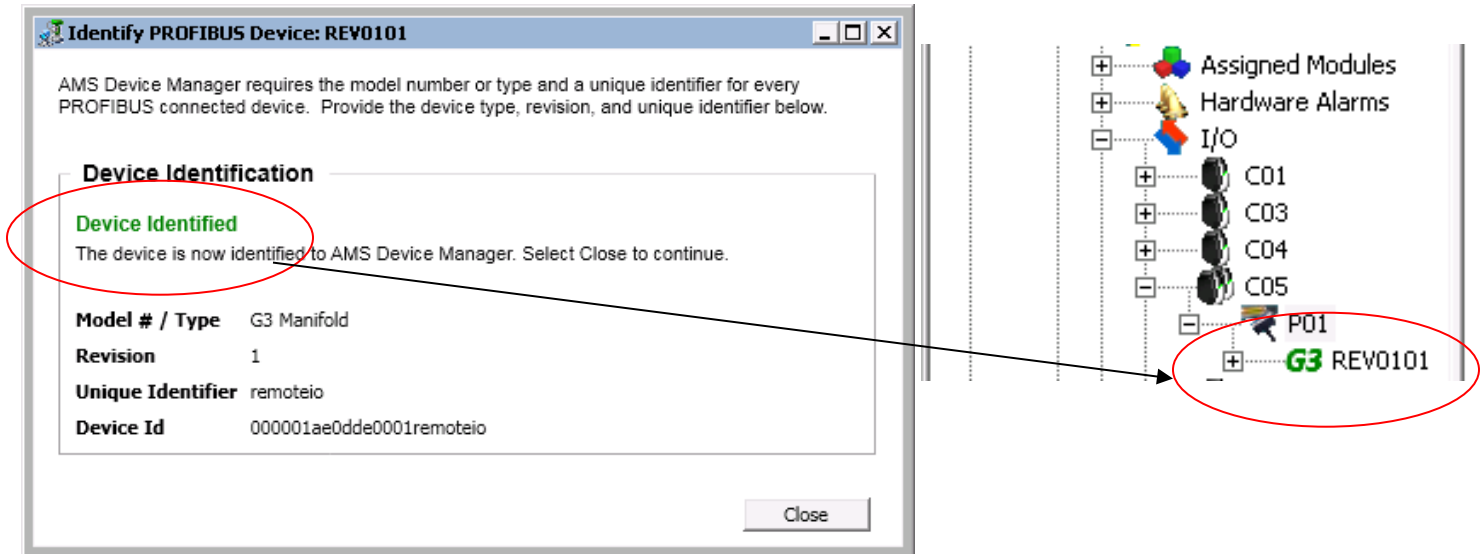 Identify PROFIBUS Device: REV0101
AMS Device Manager requires the model number or type and a unique identifier for every
PROFIBUS connected device. Provide the device type, revision, and unique identifier below.
Device Identification
Device Identified
The device is now identified to AMS Device Manager. Select Close to continue.
Model # / Type G3 Manifold
Revision 1
Unique Identifier remoteio
Device Id 000001ae0dde0001remoteio
Close
Assigned Modules
Hardware Alarms
I/O
C01
C03
C04
C05
P01
G3 REV0101